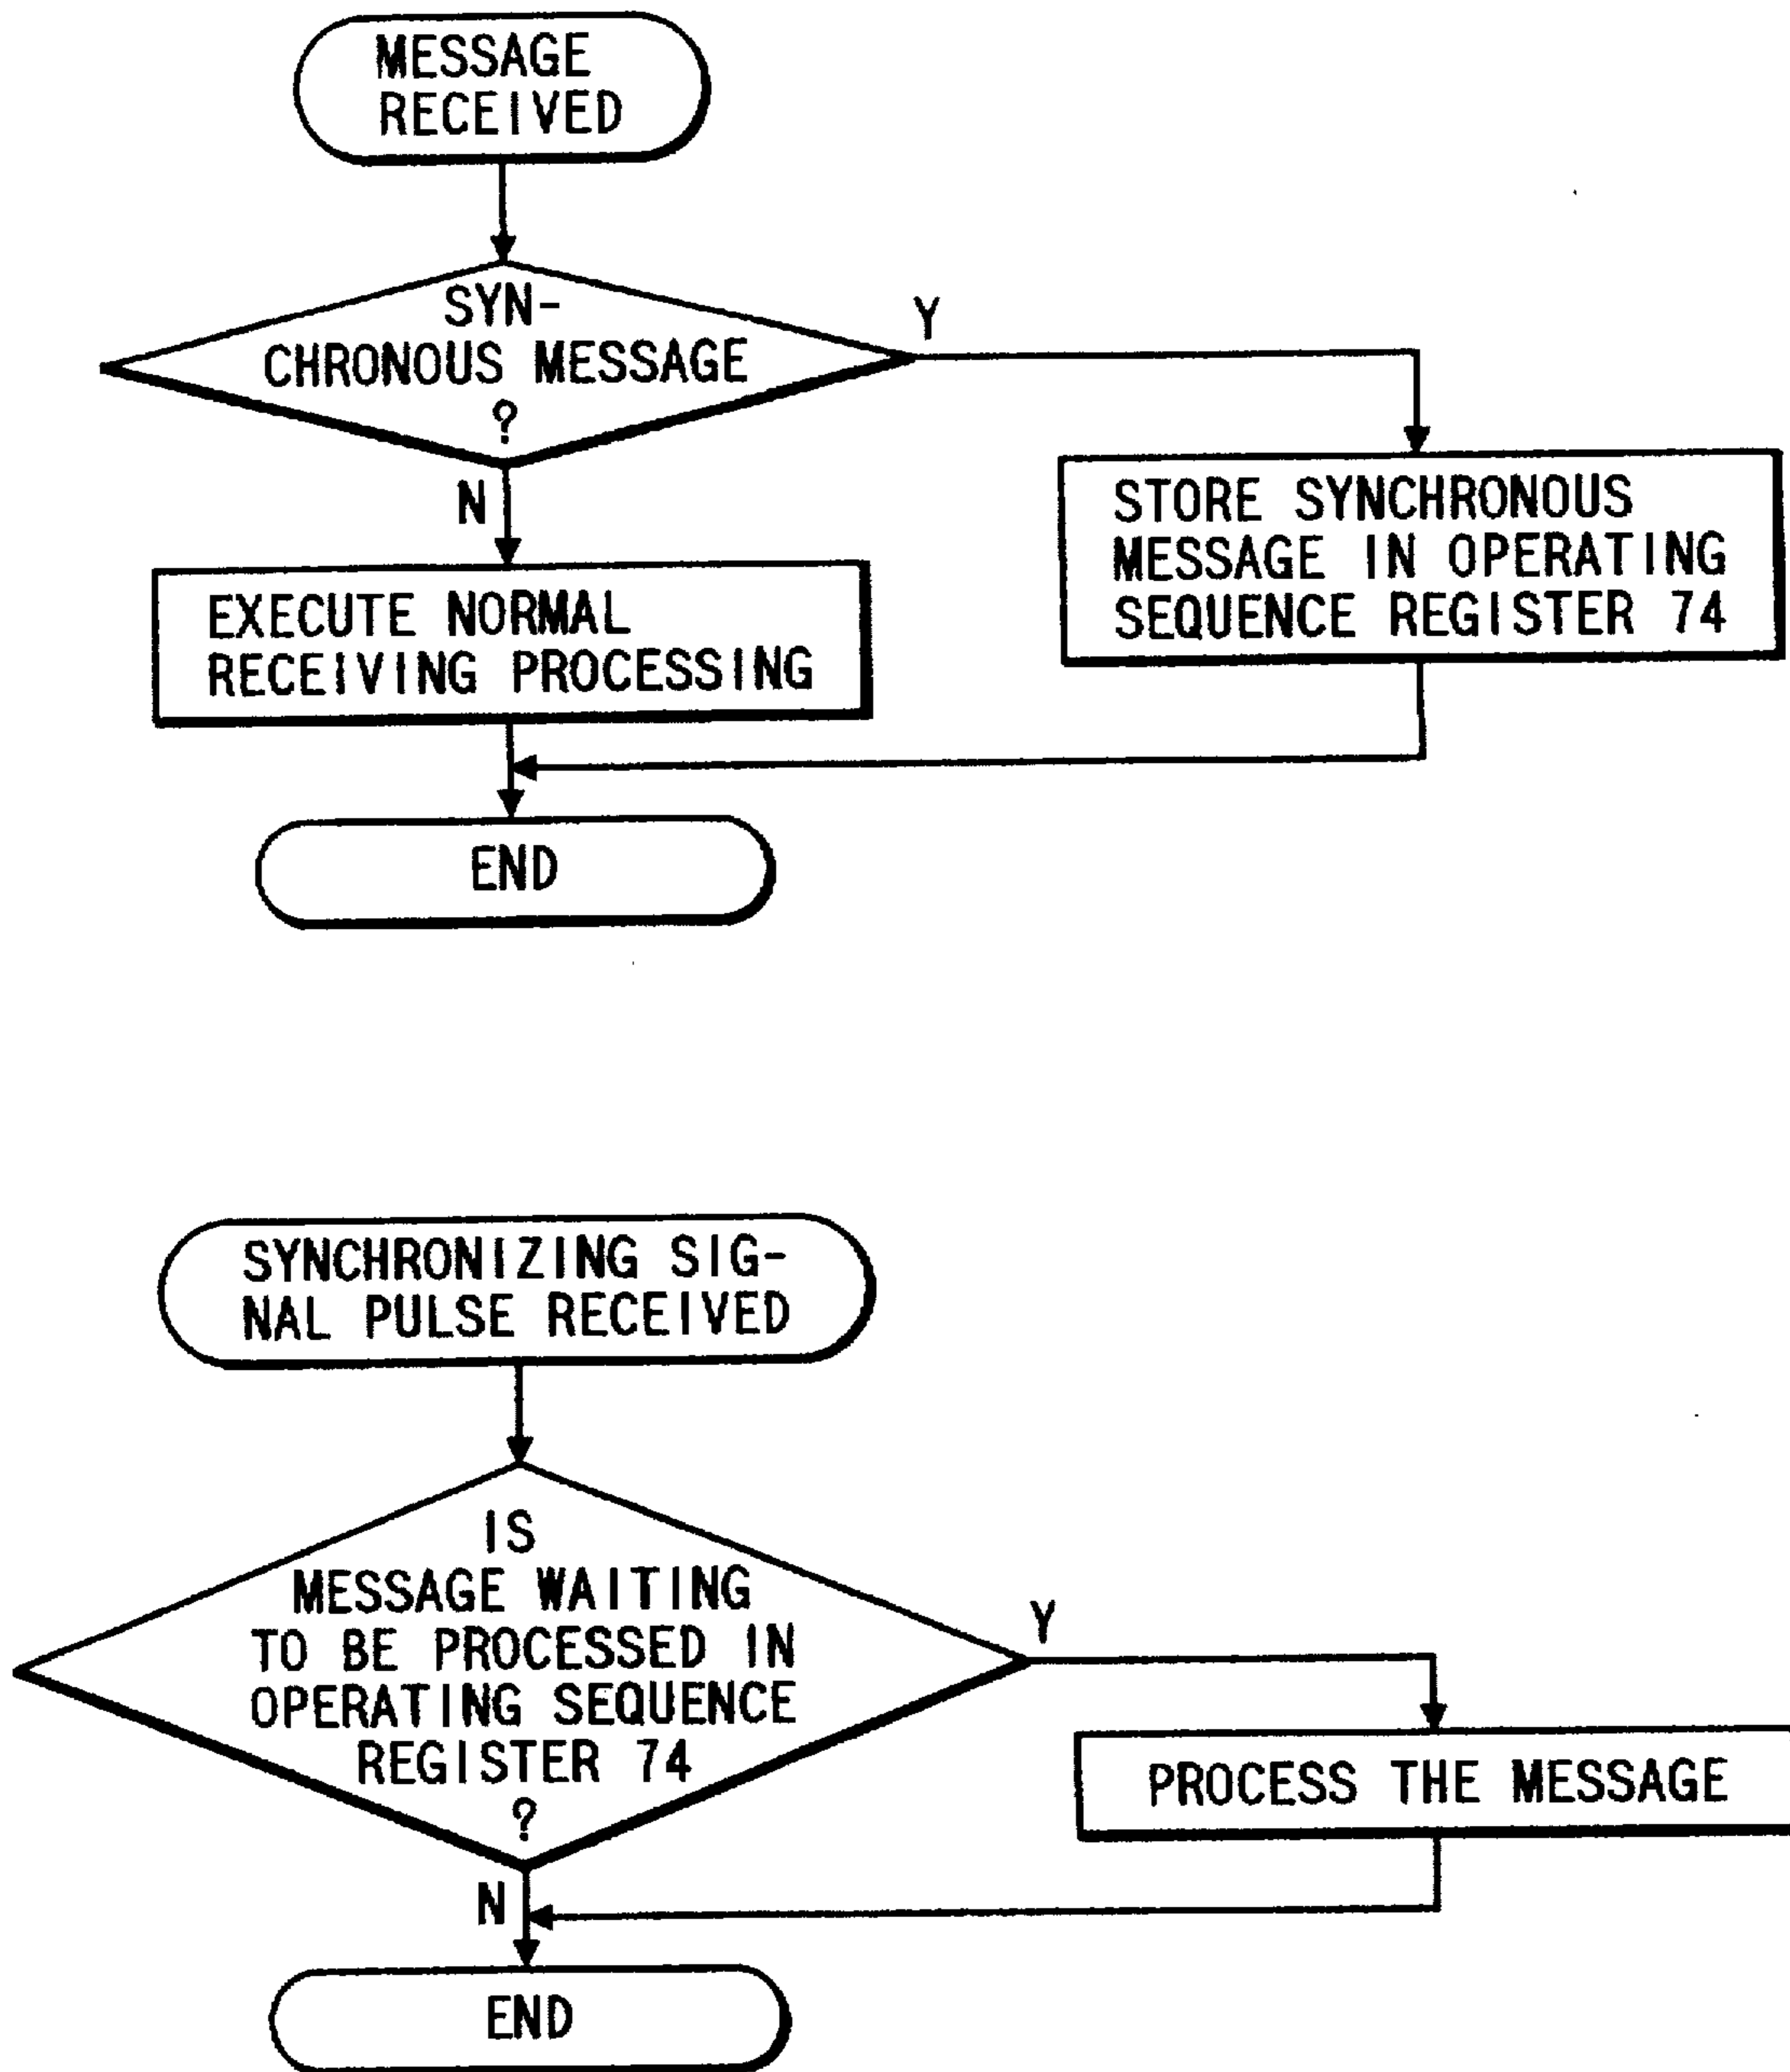 MESSAGE
RECEIVED
SYN-
CHRONOUS MESSAGE
?
Y
N
STORE SYNCHRONOUS
MESSAGE IN OPERATING
SEQUENCE REGISTER 74
EXECUTE NORMAL
RECEIVING PROCESSING
END
SYNCHRONIZING SIG-
NAL PULSE RECEIVED
IS
MESSAGE WAITING
TO BE PROCESSED IN
OPERATING SEQUENCE
REGISTER 74
?
Y
PROCESS THE MESSAGE
N
END